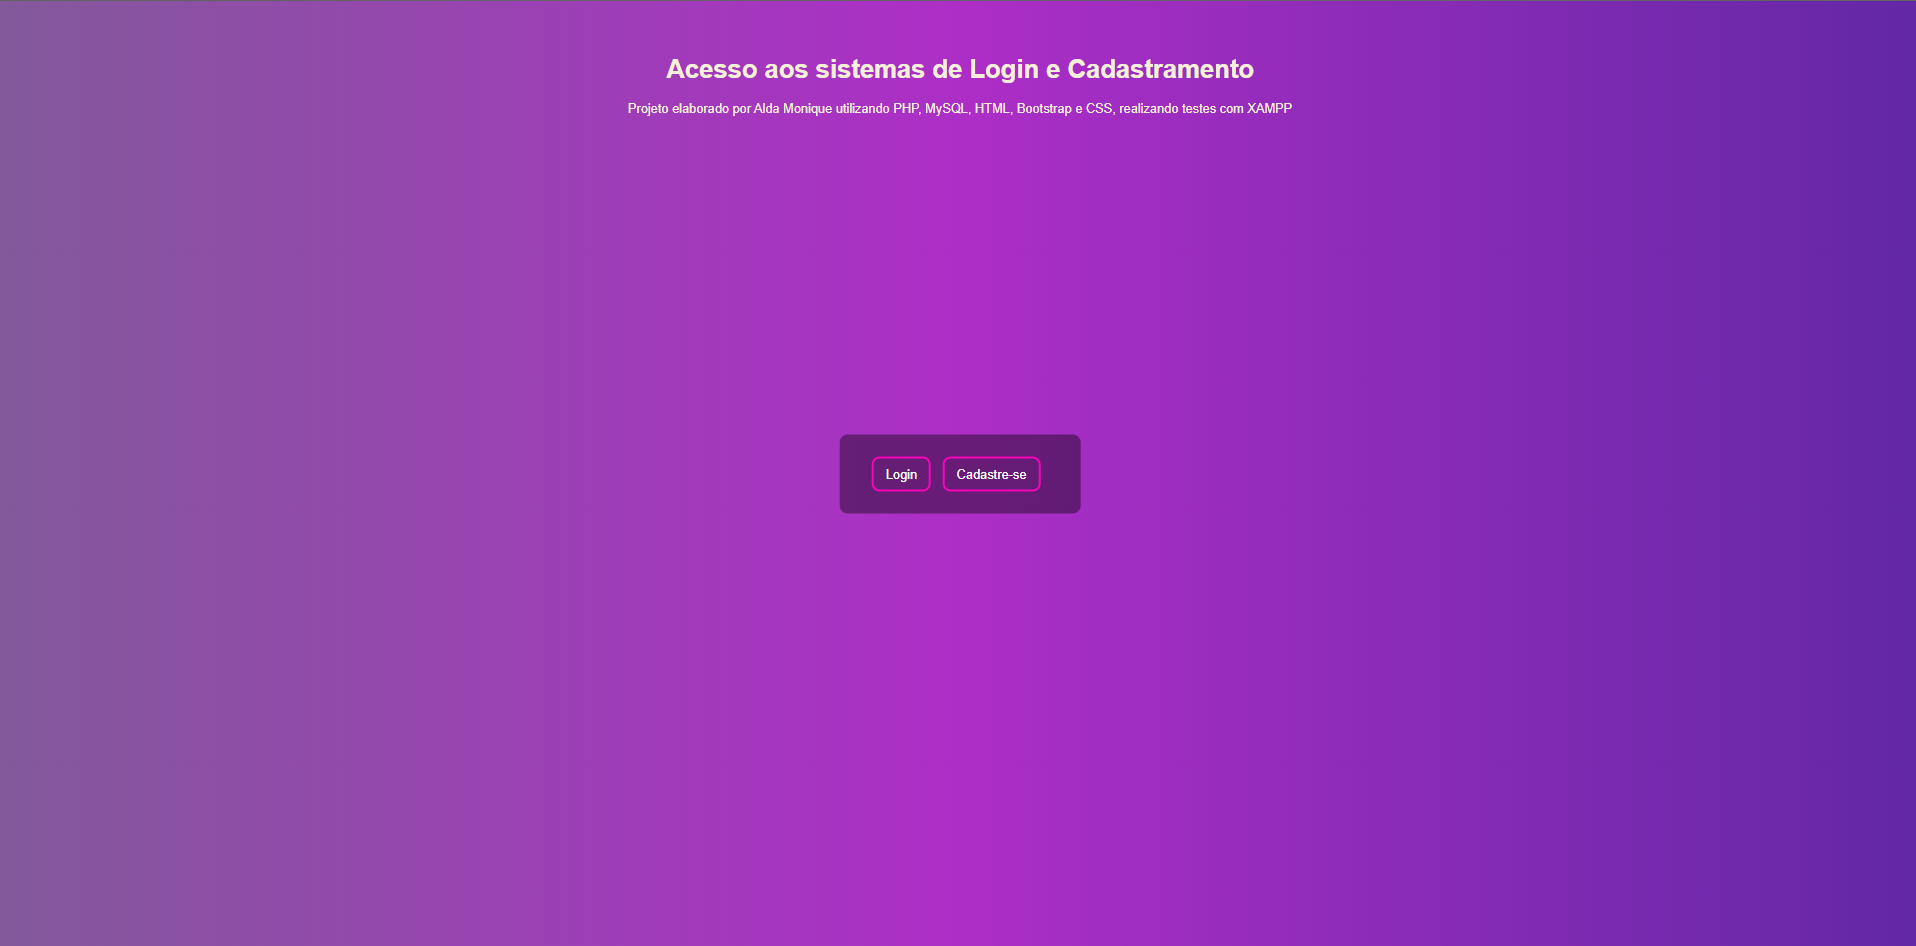 Acesso aos sistemas de Login e Cadastramento
Projeto elaborado por Alda Monique utilizando PHP, MySQL, HTML, Bootstrap e CSS, realizando testes com XAMPP
Login
Cadastre-se